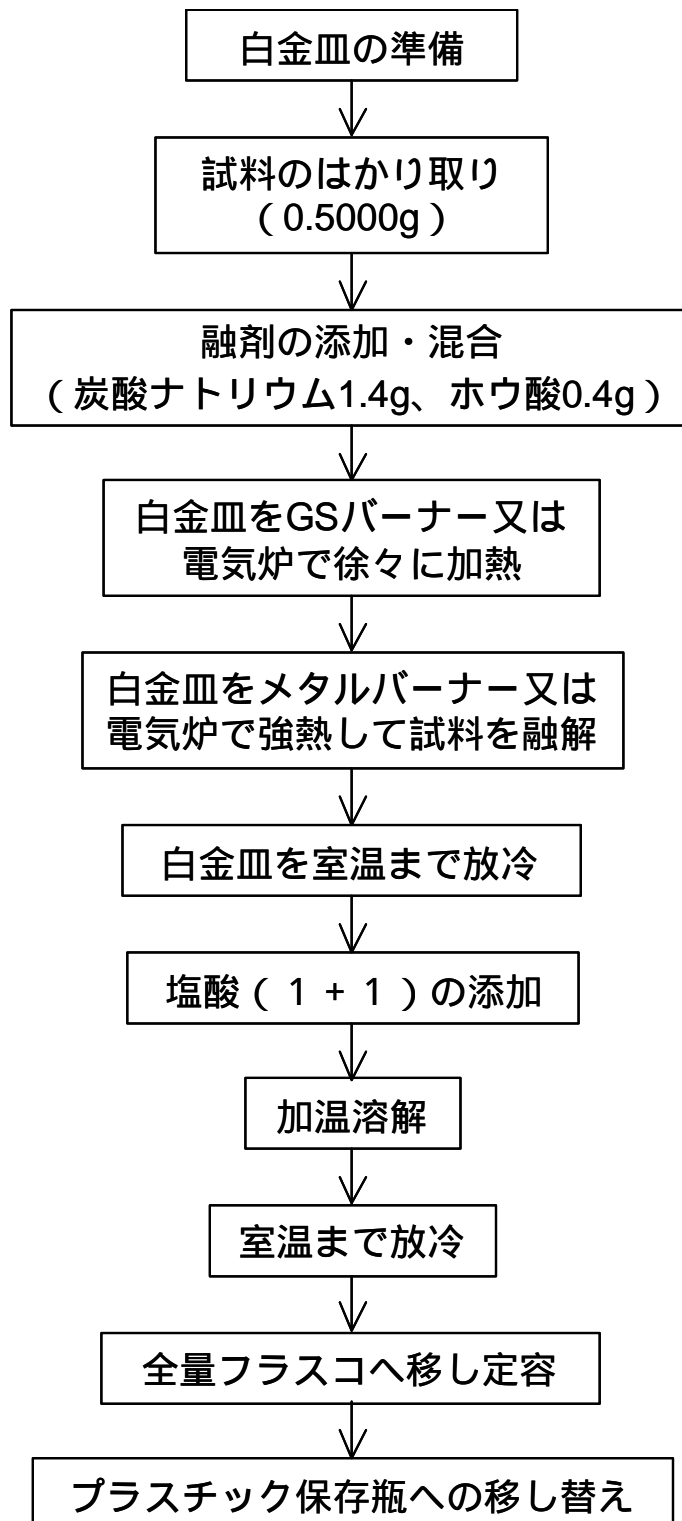 白金皿の準備
試料のはかり取り
（0.5000g）
融剤の添加・混合
（炭酸ナトリウム1.4g、ホウ酸0.4g）
白金皿をGSバーナー又は
電気炉で徐々に加熱
白金皿をメタルバーナー又は
電気炉で強熱して試料を融解
白金皿を室温まで放冷
塩酸（1+1）の添加
加温溶解
室温まで放冷
全量フラスコへ移し定容
プラスチック保存瓶への移し替え